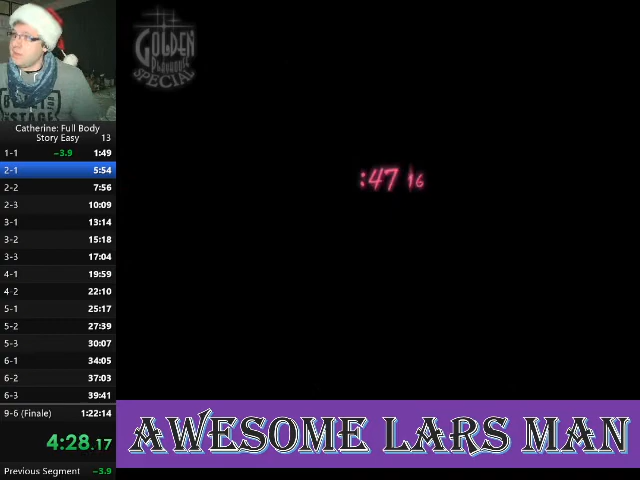 GOLDEN
PLAYHOUSE
SPECIAL
STAGE
Catherine: Full Body
Story Easy 13
1-1 −3.9 1:49
2-1 5:54
2-2 7:56
2-3 10:09
3-1 13:14
3-2 15:18
3-3 17:04
4-1 19:59
4-2 22:10
5-1 25:17
5-2 27:39
5-3 30:07
6-1 34:05
6-2 37:03
6-3 39:41
9-6 (Finale) 1:22:14
4:28.17
Previous Segment −3.9
:47 16
AWESOME LARS MAN